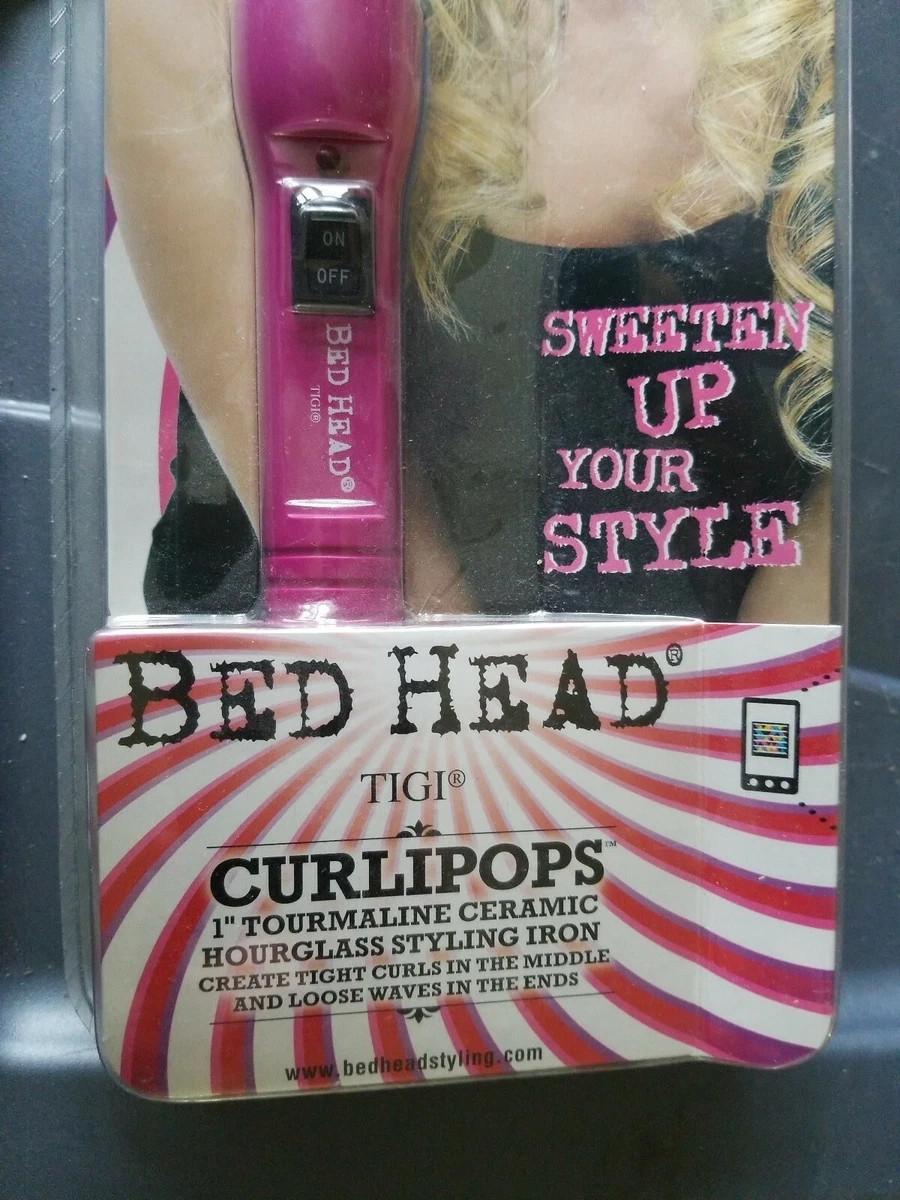 ON
OFF
BED HEAD®
TIGI®
SWEETEN
UP
YOUR
STYLE
BED HEAD®
TIGI®
CURLIPOPS™
1" TOURMALINE CERAMIC
HOURGLASS STYLING IRON
CREATE TIGHT CURLS IN THE MIDDLE
AND LOOSE WAVES IN THE ENDS
www.bedheadstyling.com